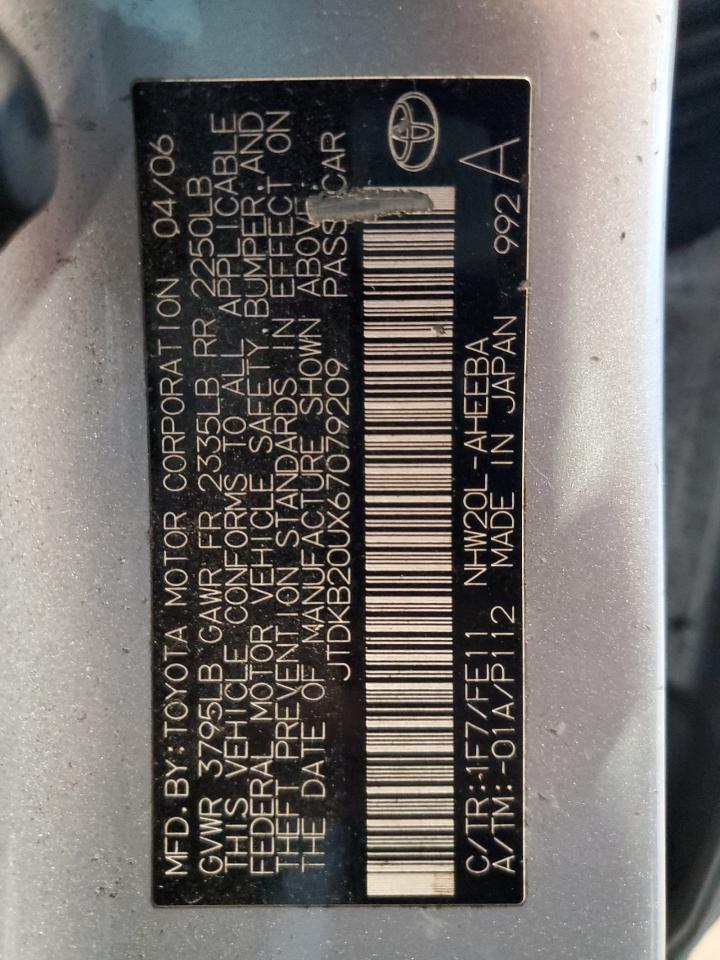 MFD. BY: TOYOTA MOTOR CORPORATION 04/06
GVWR 3795LB GAWR FR 2335LB RR 2250LB
THIS VEHICLE CONFORMS TO ALL APPLICABLE
FEDERAL MOTOR VEHICLE SAFETY, BUMPER, AND
THEFT PREVENTION STANDARDS IN EFFECT ON
THE DATE OF MANUFACTURE SHOWN ABOVE.
JTDKB20UX67079209 PASS CAR
C/TR: 1F7/FE11 NHW20L-AHEEBA
A/TM: -01A/P112 MADE IN JAPAN 992 A